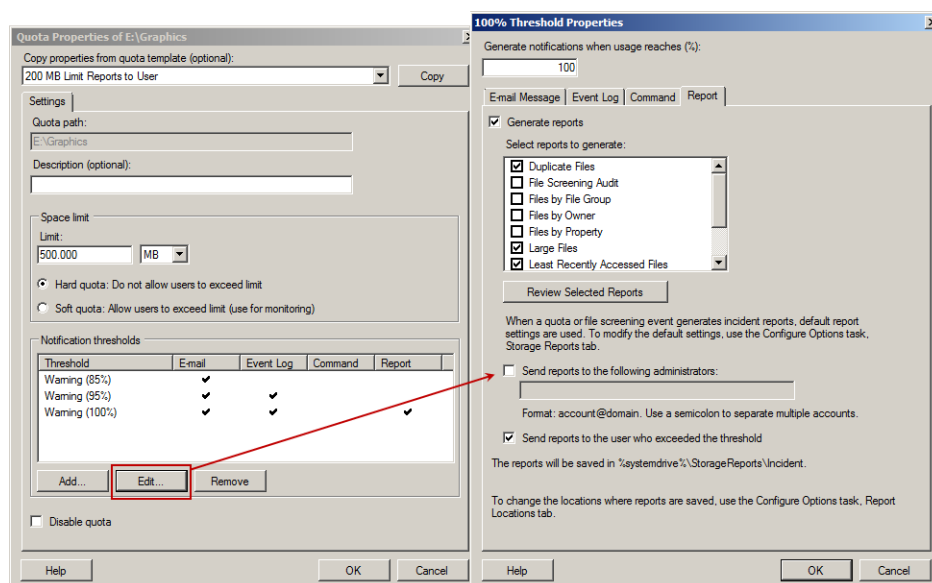 Quota Properties of E:\Graphics
Copy properties from quota template (optional):
200 MB Limit Reports to User
Copy
Settings
Quota path:
E:\Graphics
Description (optional):
Space limit
Limit:
500.000
MB
Hard quota: Do not allow users to exceed limit
Soft quota: Allow users to exceed limit (use for monitoring)
Notification thresholds
Threshold E-mail Event Log Command Report
Warning (85%)
Warning (95%)
Warning (100%)
Add... Edit... Remove
Disable quota
Help OK Cancel
100% Threshold Properties
Generate notifications when usage reaches (%):
100
E-mail Message Event Log Command Report
Generate reports
Select reports to generate:
Duplicate Files
File Screening Audit
Files by File Group
Files by Owner
Files by Property
Large Files
Least Recently Accessed Files
Review Selected Reports
When a quota or file screening event generates incident reports, default report
settings are used. To modify the default settings, use the Configure Options task,
Storage Reports tab.
Send reports to the following administrators:
Format: account@domain. Use a semicolon to separate multiple accounts.
Send reports to the user who exceeded the threshold
The reports will be saved in %systemdrive%\StorageReports\Incident.
To change the locations where reports are saved, use the Configure Options task, Report
Locations tab.
Help OK Cancel